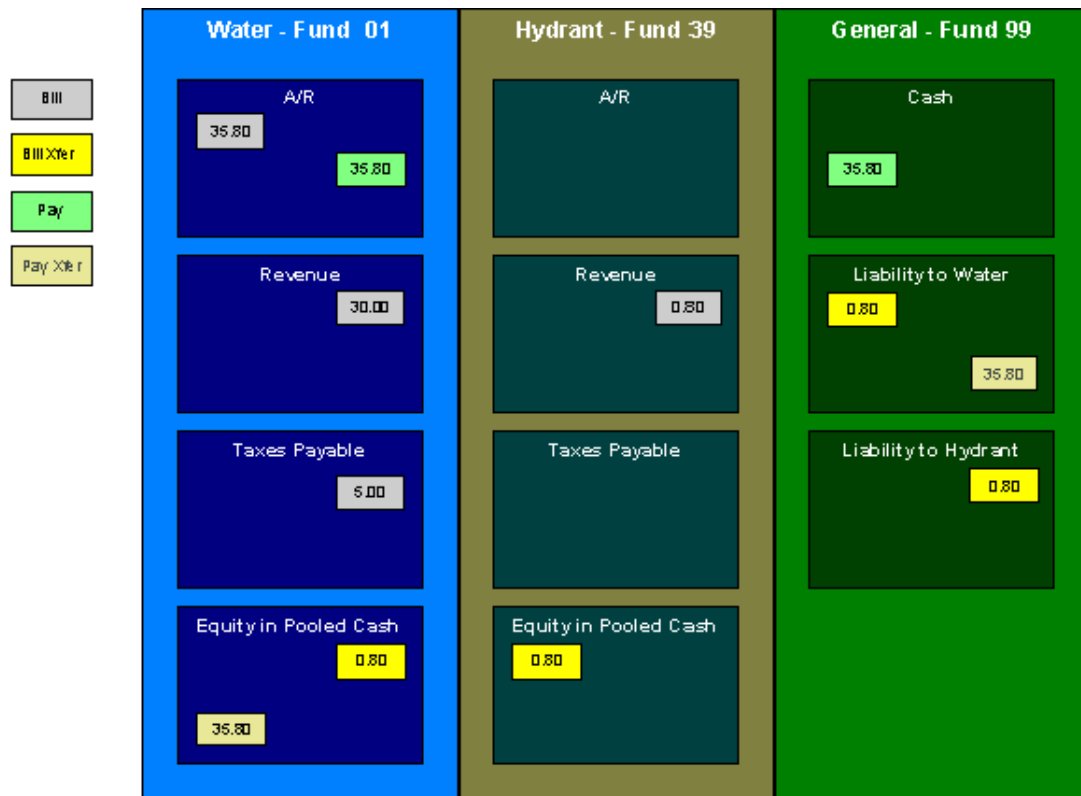 Water - Fund 01
Hydrant - Fund 39
General - Fund 99
Bill
Bill Xfer
Pay
Pay Xfer
A/R
35.80
35.80
A/R
Cash
35.80
Revenue
30.00
Revenue
0.80
Liability to Water
0.80
35.80
Taxes Payable
5.00
Taxes Payable
Liability to Hydrant
0.80
Equity in Pooled Cash
0.80
35.80
Equity in Pooled Cash
0.80